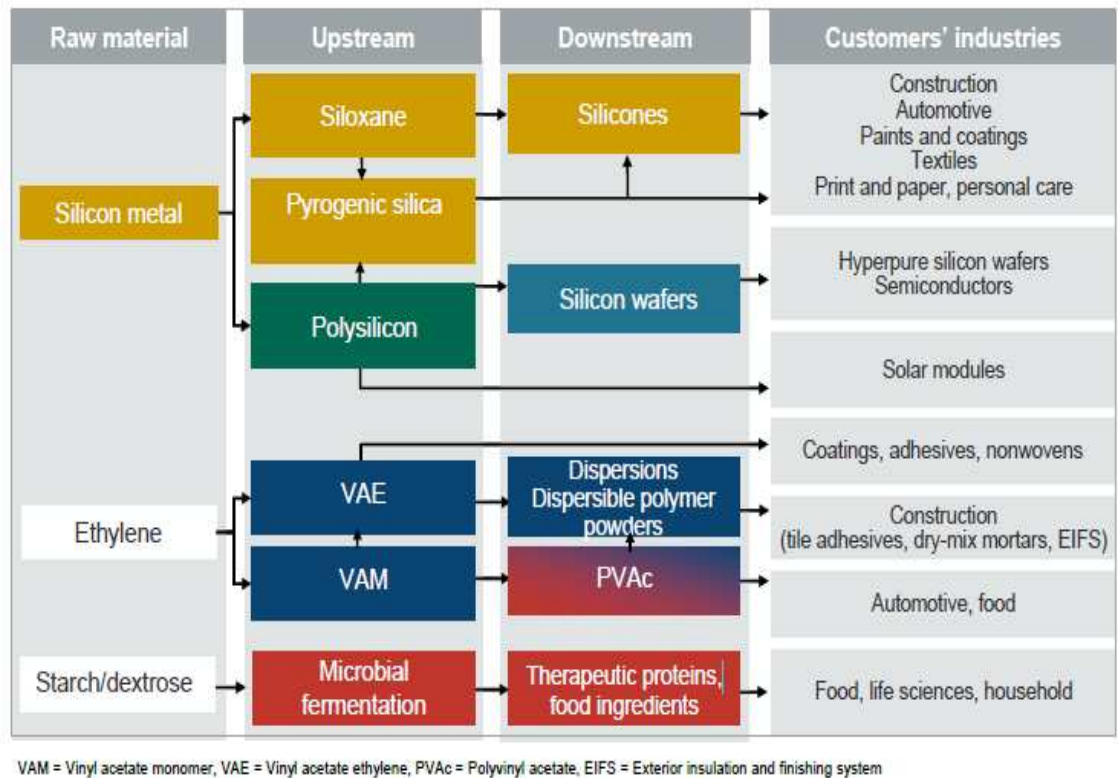 Raw material
Upstream
Downstream
Customers' industries
Siloxane
Silicones
Construction
Automotive
Paints and coatings
Textiles
Print and paper, personal care
Silicon metal
Pyrogenic silica
Polysilicon
Silicon wafers
Hyperpure silicon wafers
Semiconductors
Solar modules
Coatings, adhesives, nonwovens
Ethylene
VAE
Dispersions
Dispersible polymer
powders
Construction
(tile adhesives, dry-mix mortars, EIFS)
VAM
PVAc
Automotive, food
Starch/dextrose
Microbial
fermentation
Therapeutic proteins,
food ingredients
Food, life sciences, household
VAM = Vinyl acetate monomer, VAE = Vinyl acetate ethylene, PVAc = Polyvinyl acetate, EIFS = Exterior insulation and finishing system